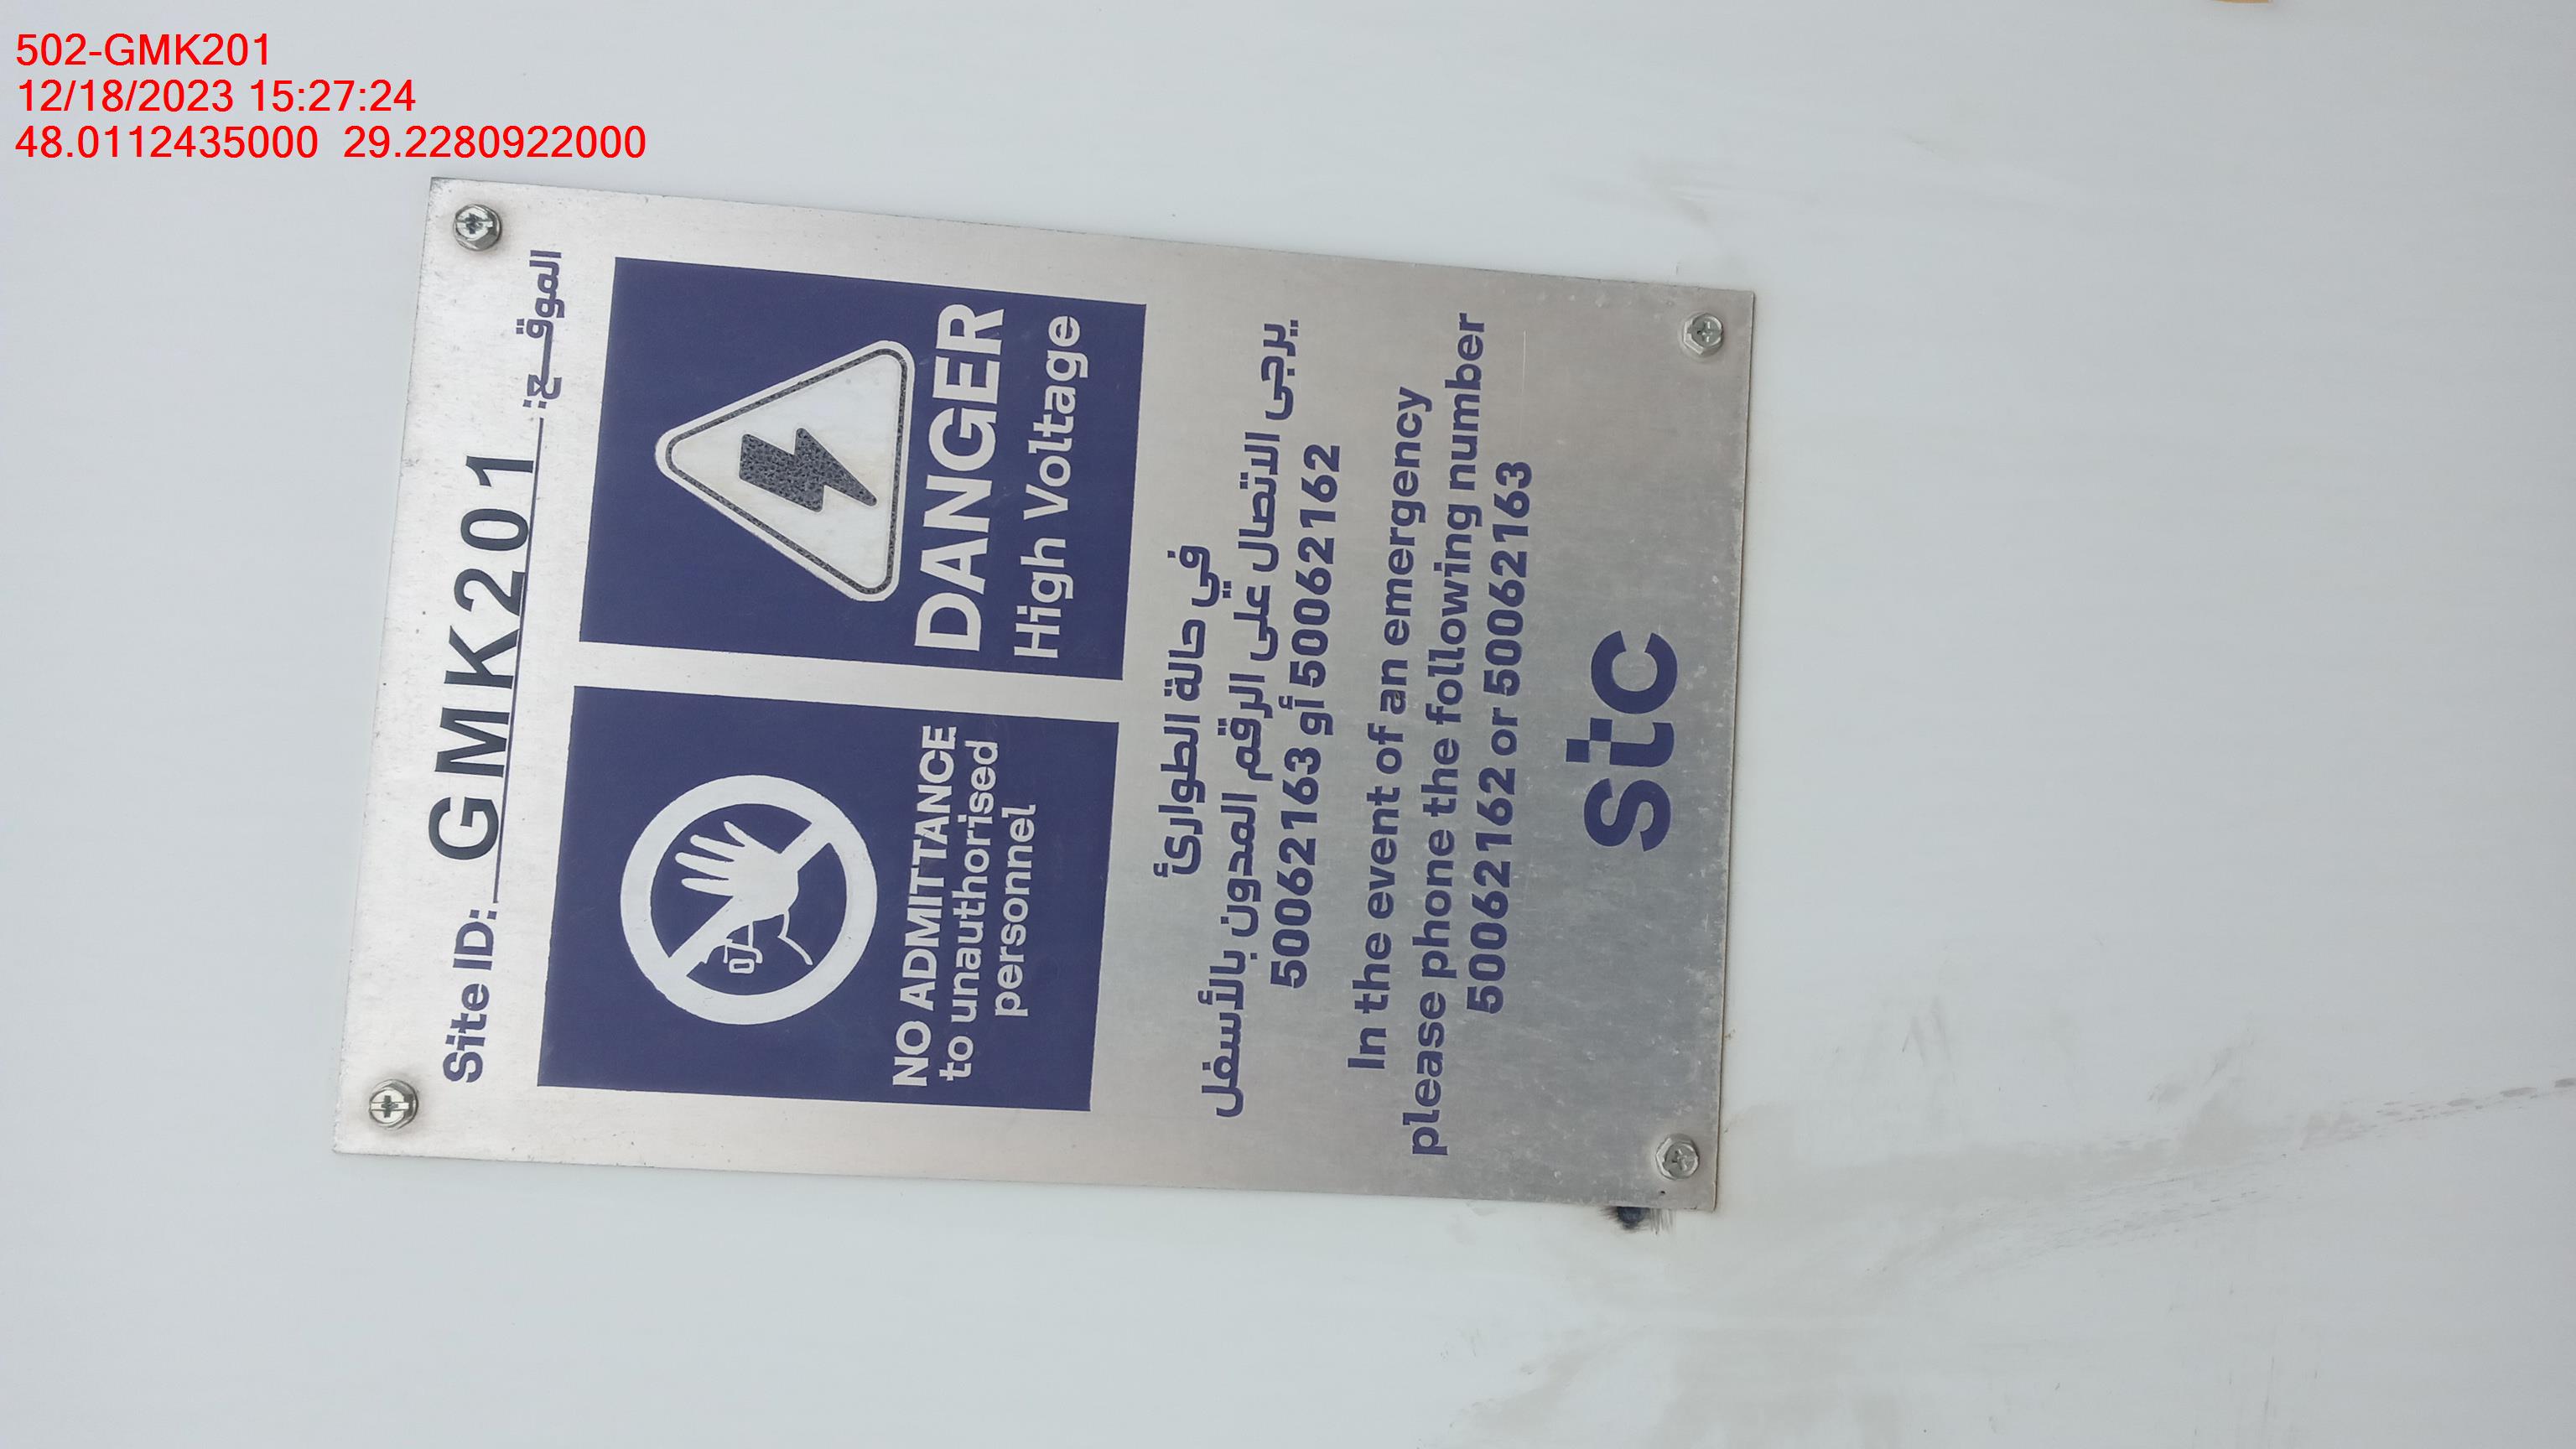 502-GMK201
12/18/2023 15:27:24
48.0112435000 29.2280922000
Site ID: GMK201 الموقـــع:
NO ADMITTANCE
to unauthorised
personnel
DANGER
High Voltage
في حالة الطوارئ
يرجى الاتصال على الرقم المدون بالأسفل
50062162 أو 50062163
In the event of an emergency
please phone the following number
50062162 or 50062163
stc